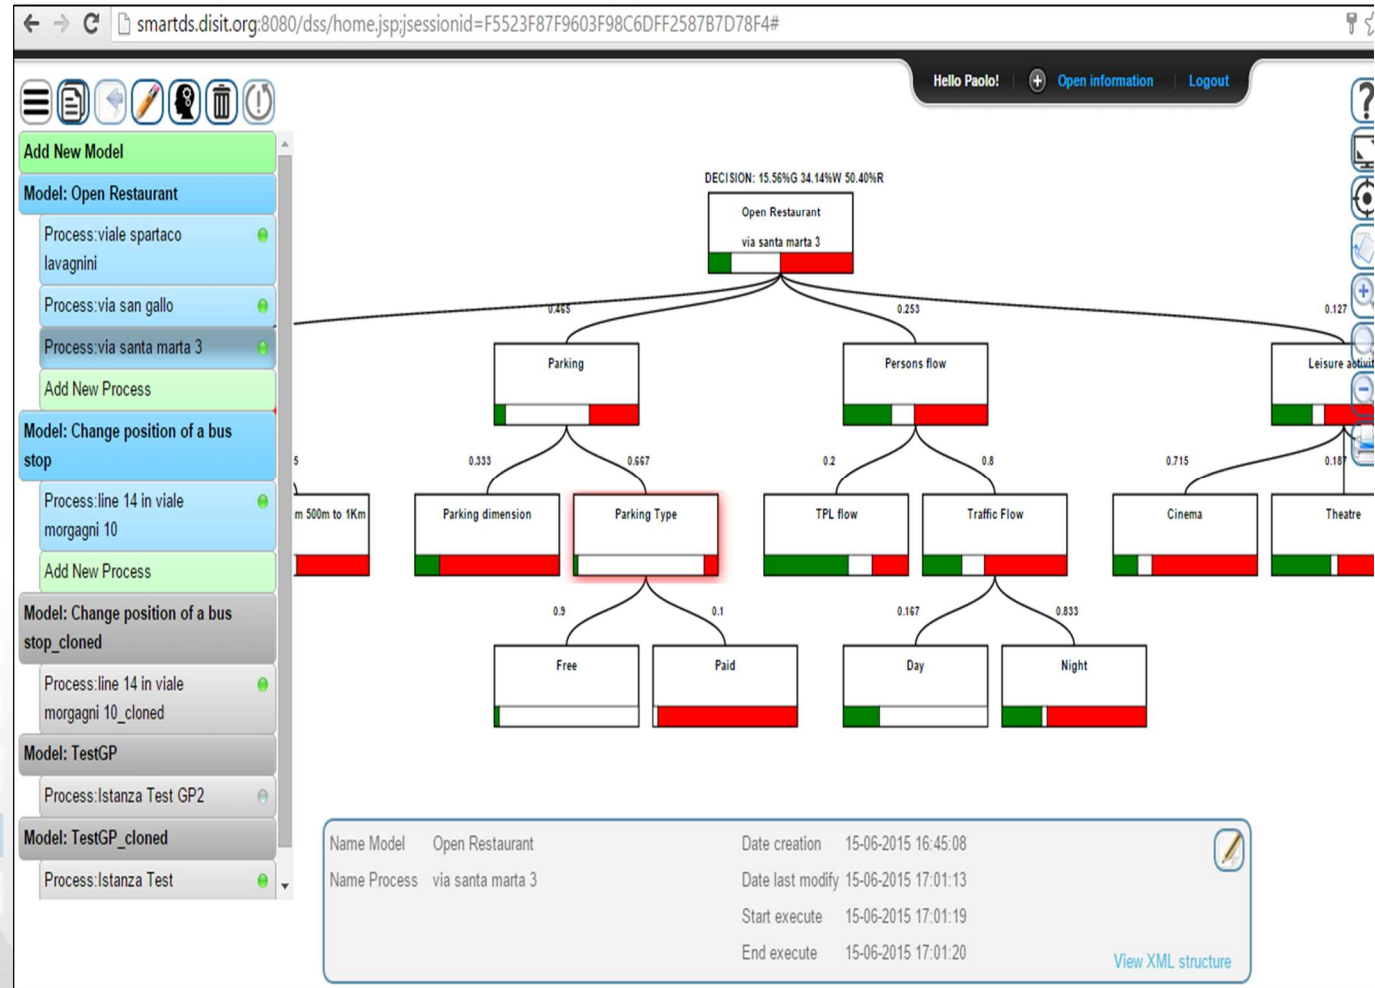 smartds.disit.org:8080/dss/home.jsp;jsessionid=F5523F87F9603F98C6DFF2587B7D78F4#
Hello Paolo!
Open information
Logout
Add New Model
Model: Open Restaurant
Process:viale spartaco
lavagnini
Process:via san gallo
Process:via santa marta 3
Add New Process
Model: Change position of a bus
stop
Process:line 14 in viale
morgagni 10
Add New Process
Model: Change position of a bus
stop_cloned
Process:line 14 in viale
morgagni 10_cloned
Model: TestGP
Process:Istanza Test GP2
Model: TestGP_cloned
Process:Istanza Test
DECISION: 15.56%G 34.14%W 50.40%R
Open Restaurant
via santa marta 3
0.465
0.253
0.127
Parking
Persons flow
Leisure activit
5
0.333
0.667
0.2
0.8
0.715
0.187
m 500m to 1Km
Parking dimension
Parking Type
TPL flow
Traffic Flow
Cinema
Theatre
0.9
0.1
0.167
0.833
Free
Paid
Day
Night
Name Model Open Restaurant
Name Process via santa marta 3
Date creation 15-06-2015 16:45:08
Date last modify 15-06-2015 17:01:13
Start execute 15-06-2015 17:01:19
End execute 15-06-2015 17:01:20
View XML structure